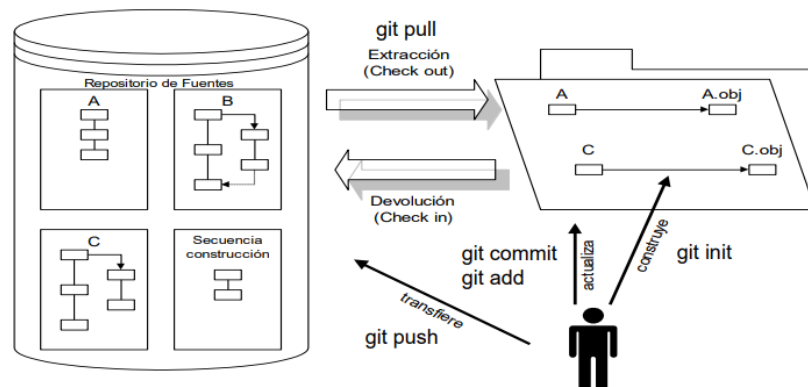 git pull
Extracción
(Check out)
Repositorio de Fuentes
A
B
A
A.obj
C
C.obj
Devolución
(Check in)
C
Secuencia
construcción
git commit
git add
actualiza
construye
git init
transfiere
git push